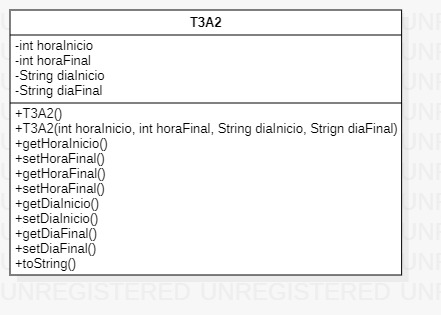 T3A2
-int horaInicio
-int horaFinal
-String diaInicio
-String diaFinal
+T3A2()
+T3A2(int horaInicio, int horaFinal, String diaInicio, Strign diaFinal)
+getHoraInicio()
+setHoraFinal()
+getHoraFinal()
+setHoraFinal()
+getDiaInicio()
+setDiaInicio()
+getDiaFinal()
+setDiaFinal()
+toString()
UNREGISTERED UNREGISTERED UN